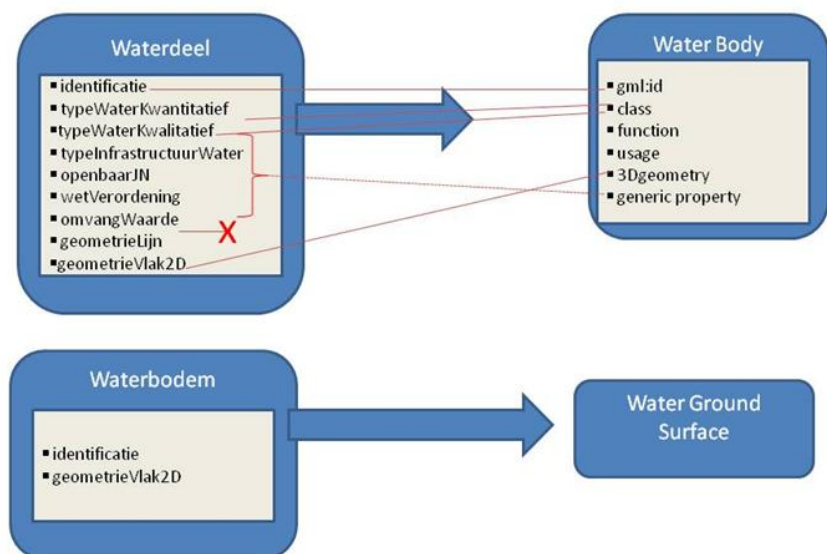 Waterdeel
▪ identificatie
▪ typeWaterKwantitatief
▪ typeWaterKwalitatief
▪ typeInfrastructuurWater
▪ openbaarJN
▪ wetVerordening
▪ omvangWaarde
▪ geometrieLijn
▪ geometrieVlak2D
X
Water Body
▪ gml:id
▪ class
▪ function
▪ usage
▪ 3Dgeometry
▪ generic property
Waterbodem
▪ identificatie
▪ geometrieVlak2D
Water Ground
Surface